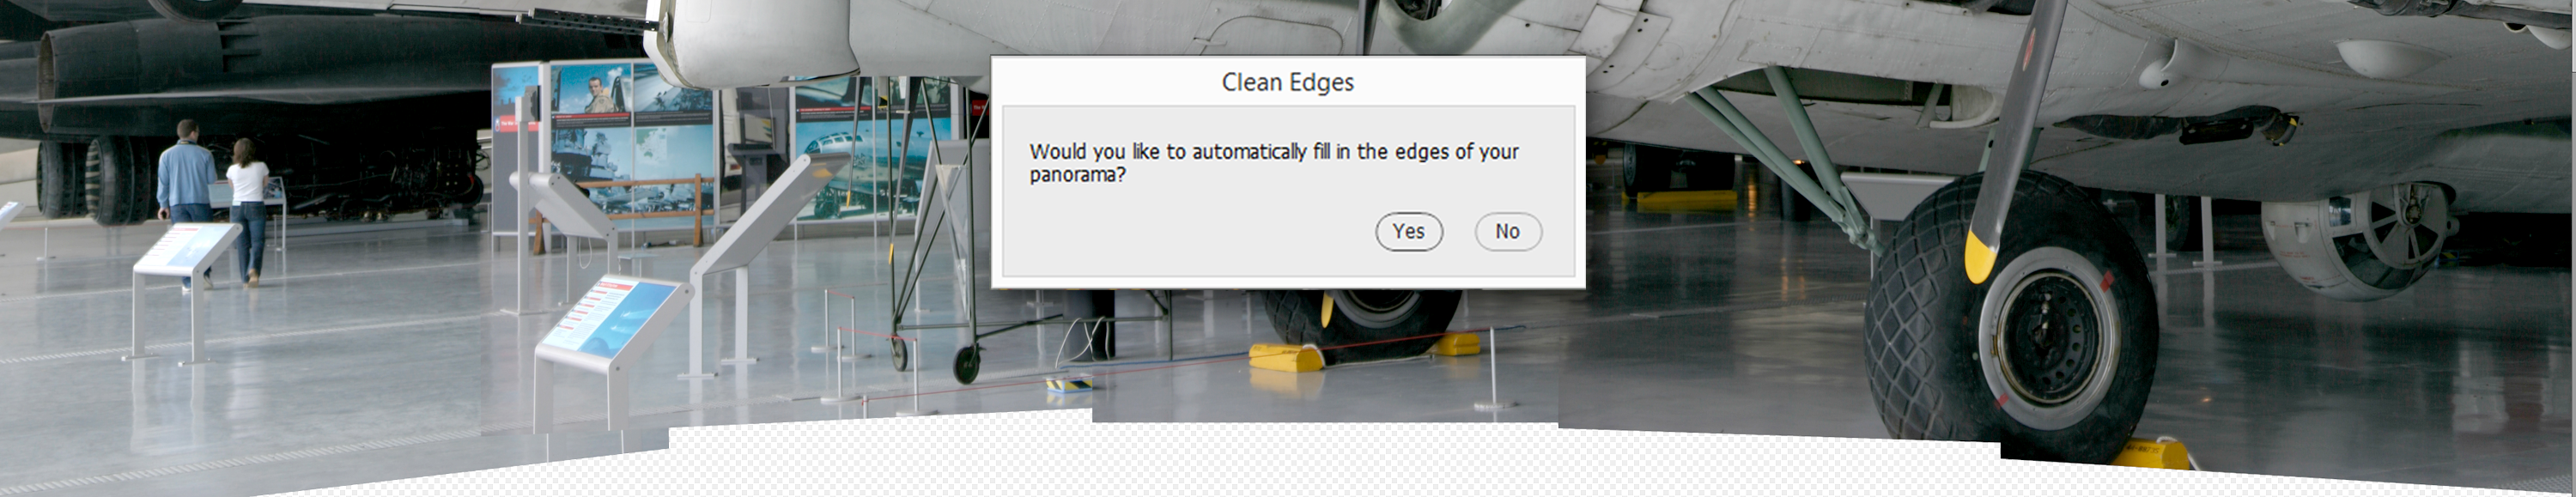 Clean Edges
Would you like to automatically fill in the edges of your
panorama?
Yes
No